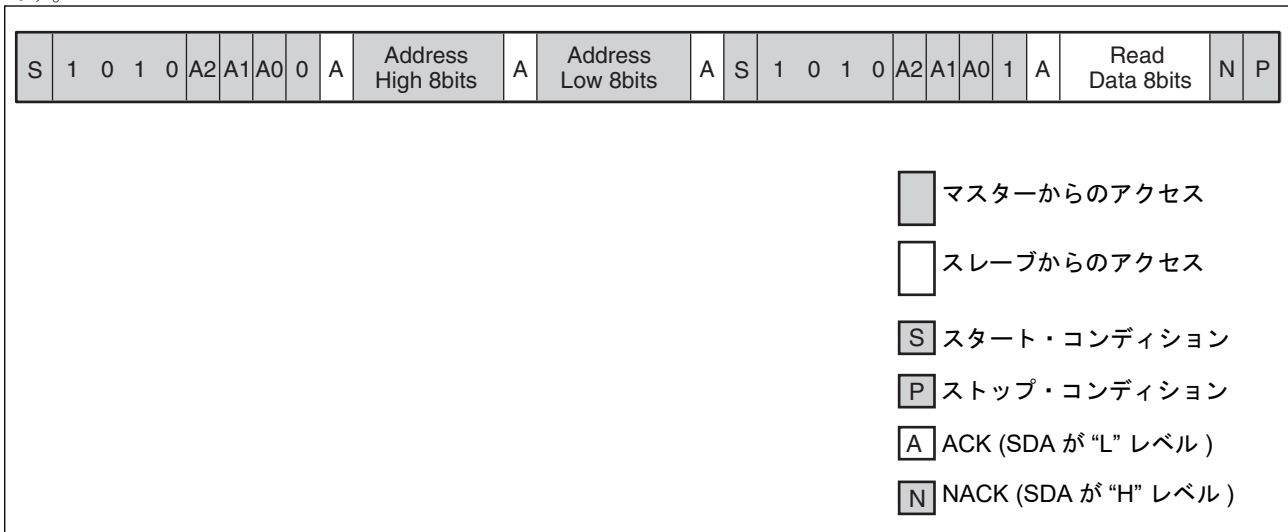 S 1 0 1 0 A2 A1 A0 0 A Address High 8bits A Address Low 8bits A S 1 0 1 0 A2 A1 A0 1 A Read Data 8bits N P
マスターからのアクセス
スレーブからのアクセス
S スタート・コンディション
P ストップ・コンディション
A ACK (SDA が “L” レベル )
N NACK (SDA が “H” レベル )